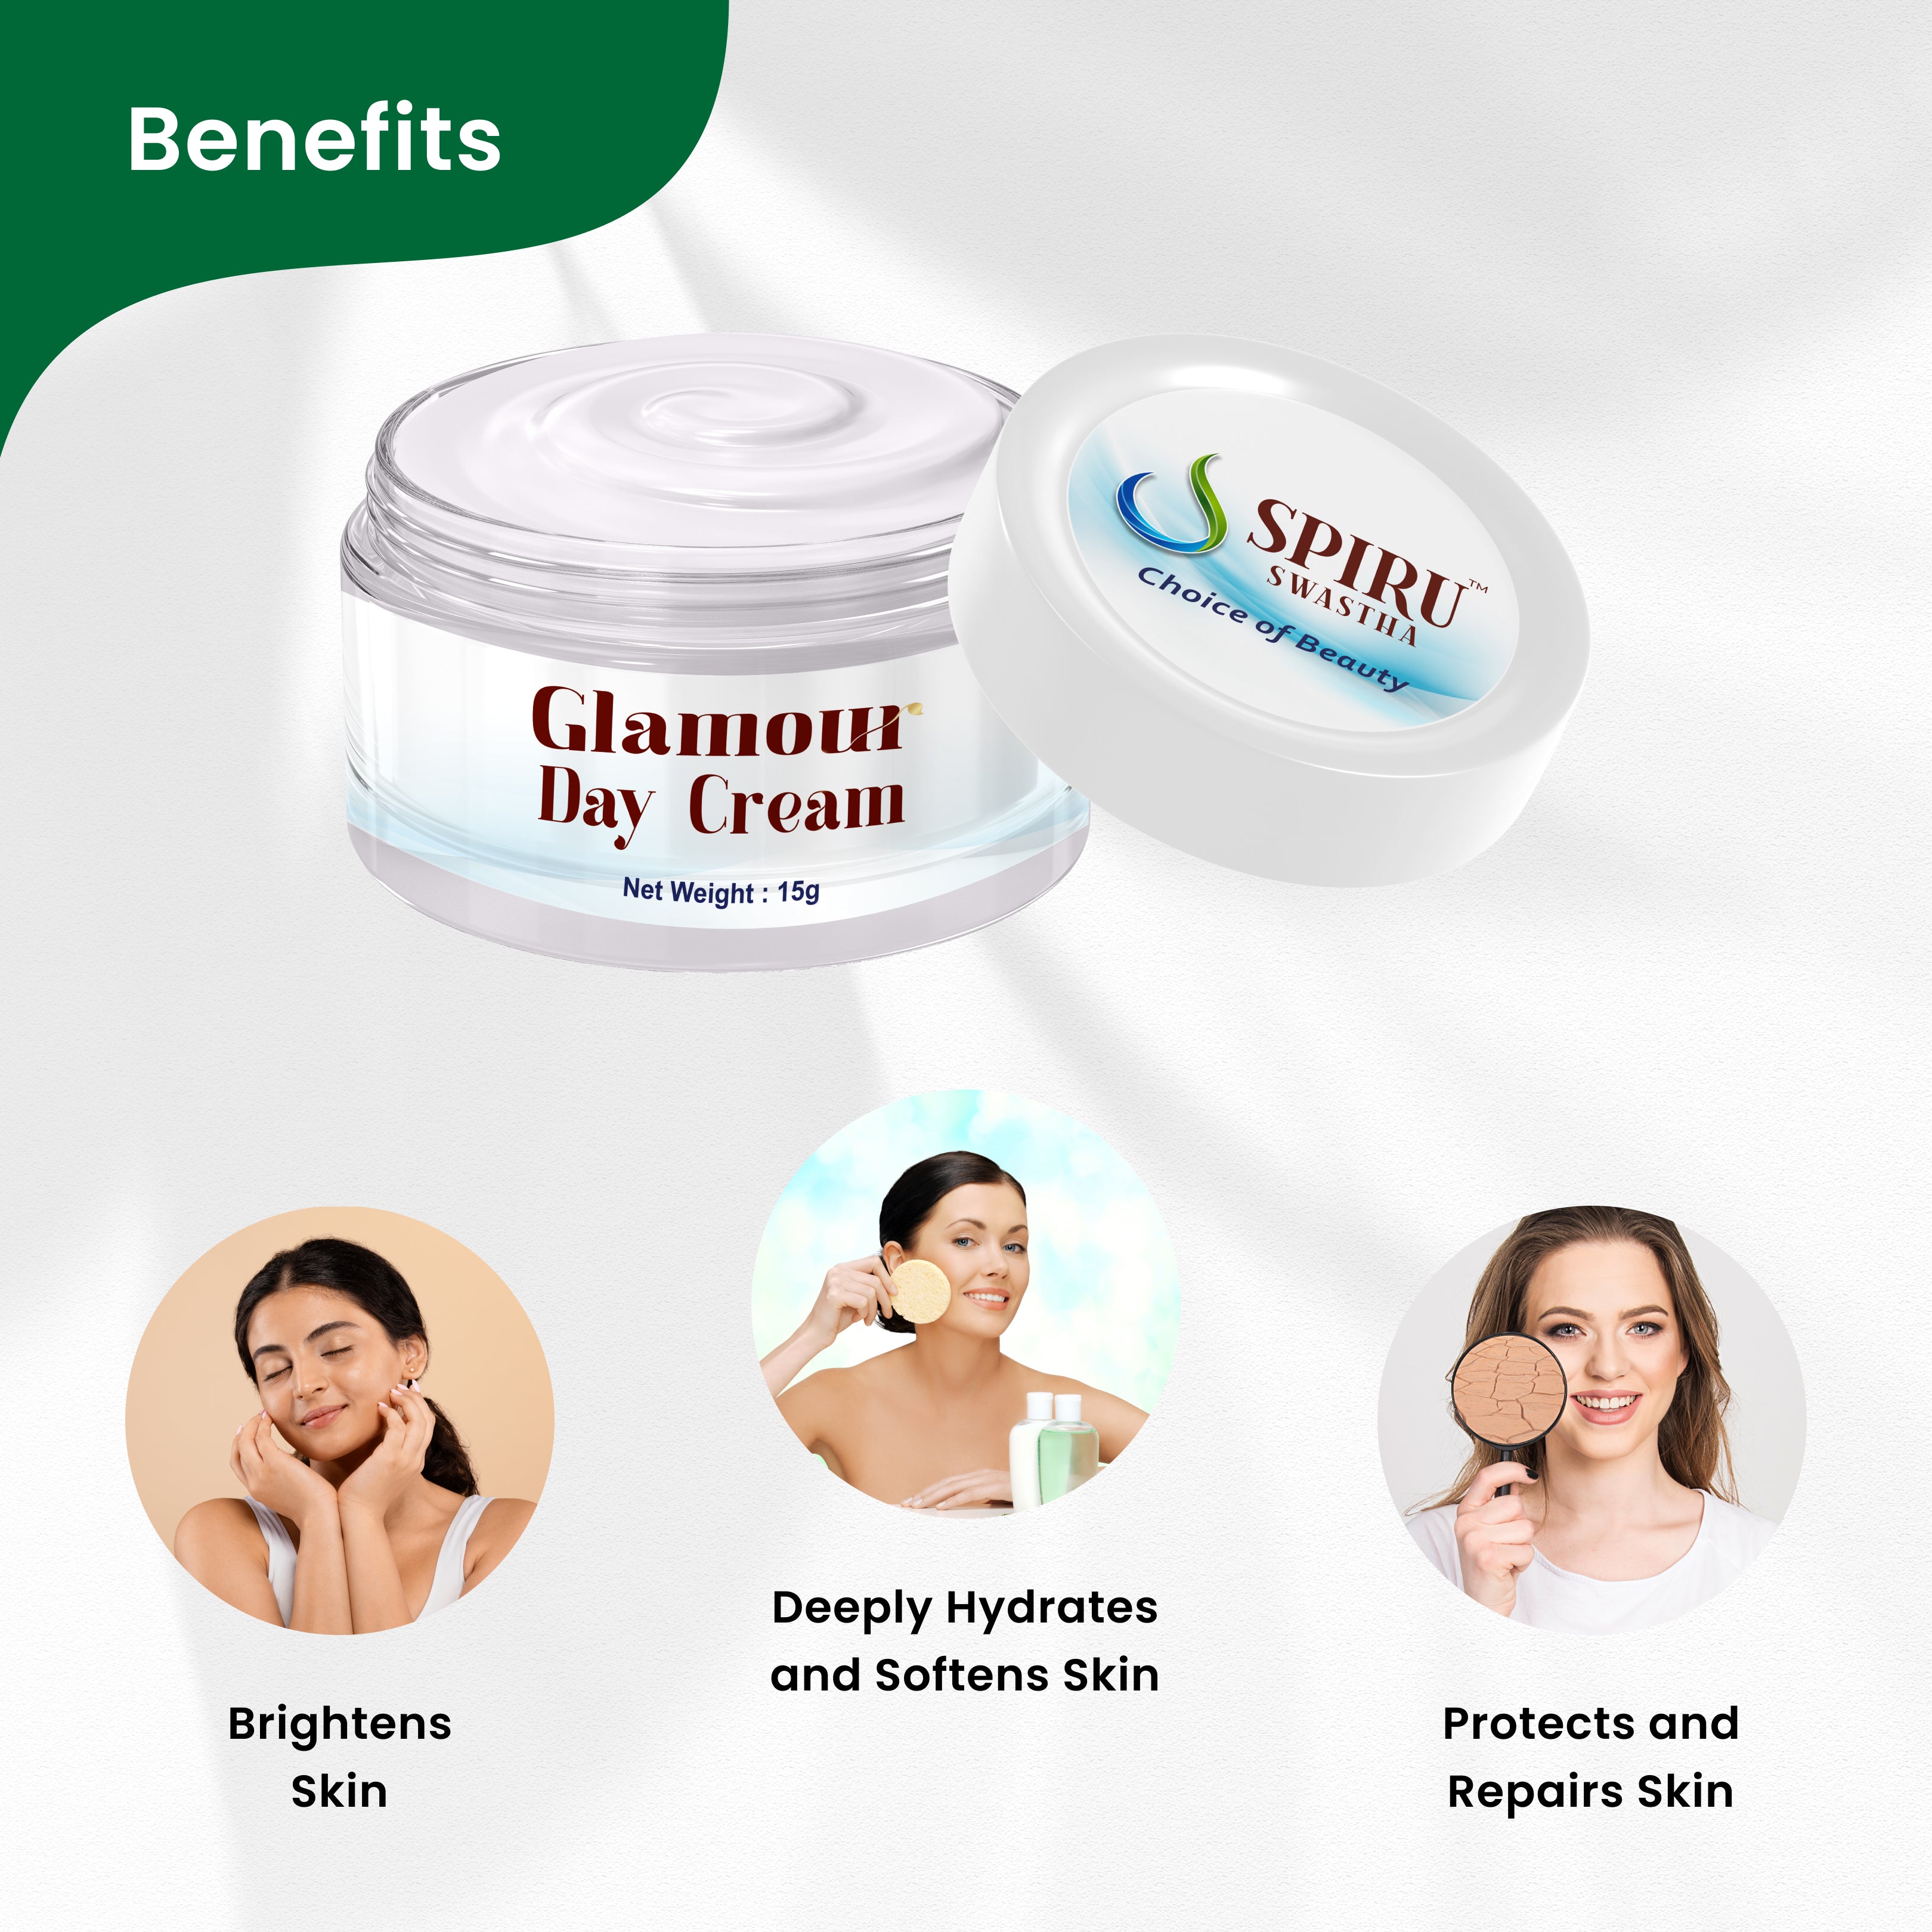 Benefits
SPIRU™
SWASTHA
Choice of Beauty
Glamour
Day Cream
Net Weight : 15g
Deeply Hydrates
and Softens Skin
Brightens
Skin
Protects and
Repairs Skin